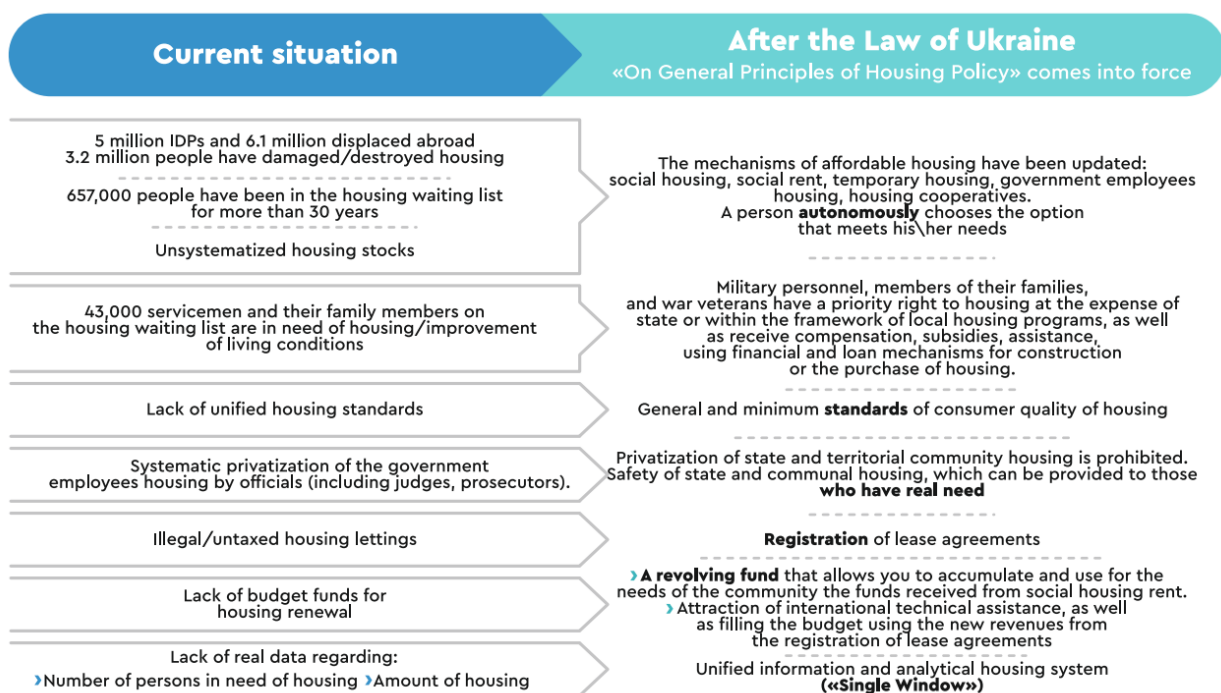 Current situation
After the Law of Ukraine
«On General Principles of Housing Policy» comes into force
5 million IDPs and 6.1 million displaced abroad
3.2 million people have damaged/destroyed housing
657,000 people have been in the housing waiting list
for more than 30 years
Unsystematized housing stocks
The mechanisms of affordable housing have been updated:
social housing, social rent, temporary housing, government employees
housing, housing cooperatives.
A person autonomously chooses the option
that meets his\her needs
43,000 servicemen and their family members on
the housing waiting list are in need of housing/improvement
of living conditions
Military personnel, members of their families,
and war veterans have a priority right to housing at the expense of
state or within the framework of local housing programs, as well
as receive compensation, subsidies, assistance,
using financial and loan mechanisms for construction
or the purchase of housing.
Lack of unified housing standards
General and minimum standards of consumer quality of housing
Systematic privatization of the government
employees housing by officials (including judges, prosecutors).
Privatization of state and territorial community housing is prohibited.
Safety of state and communal housing, which can be provided to those
who have real need
Illegal/untaxed housing lettings
Registration of lease agreements
Lack of budget funds for
housing renewal
›A revolving fund that allows you to accumulate and use for the
needs of the community the funds received from social housing rent.
›Attraction of international technical assistance, as well
as filling the budget using the new revenues from
the registration of lease agreements
Lack of real data regarding:
›Number of persons in need of housing ›Amount of housing
Unified information and analytical housing system
(«Single Window»)